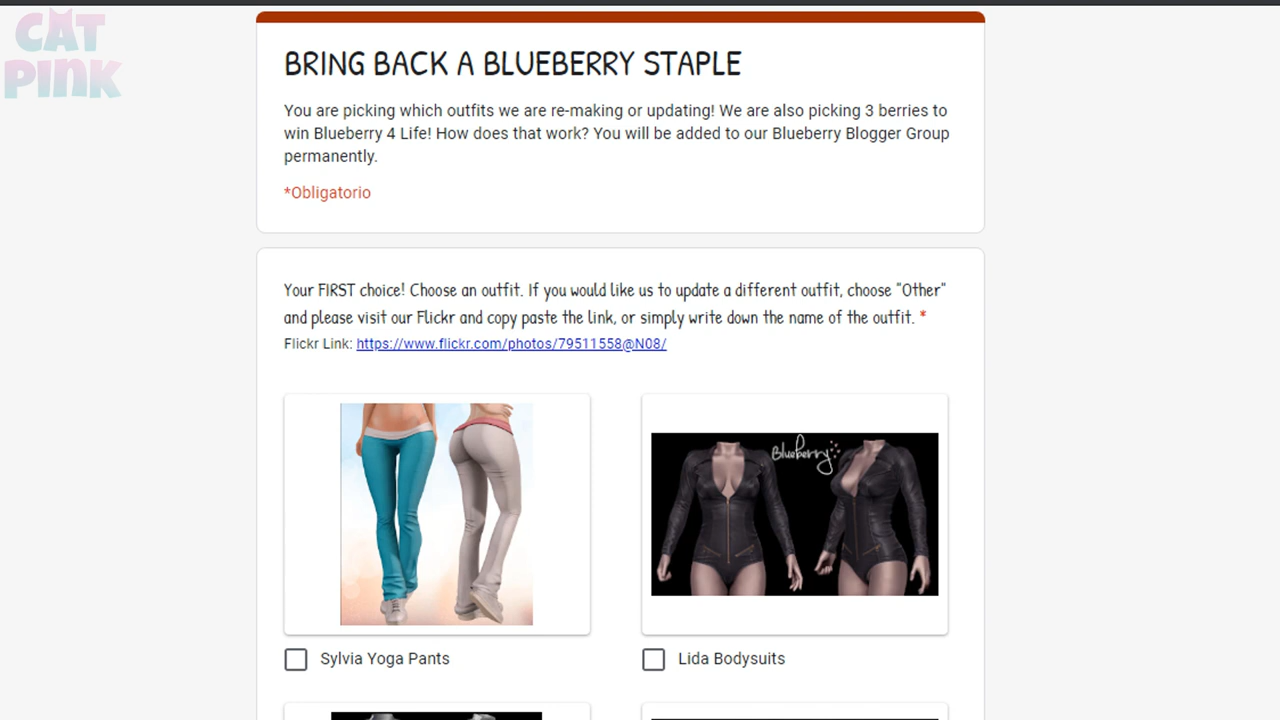 CAT
PINK
BRING BACK A BLUEBERRY STAPLE
You are picking which outfits we are re-making or updating! We are also picking 3 berries to
win Blueberry 4 Life! How does that work? You will be added to our Blueberry Blogger Group
permanently.
*Obligatorio
Your FIRST choice! Choose an outfit. If you would like us to update a different outfit, choose "Other"
and please visit our Flickr and copy paste the link, or simply write down the name of the outfit. *
Flickr Link: https://www.flickr.com/photos/79511558@N08/
Blueberry
Sylvia Yoga Pants
Lida Bodysuits